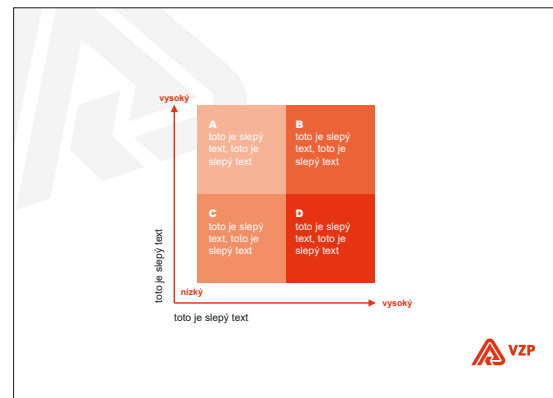 vysoký
A
toto je slepý
text, toto je
slepý text
B
toto je slepý
text, toto je
slepý text
C
toto je slepý
text, toto je
slepý text
D
toto je slepý
text, toto je
slepý text
toto je slepý text
nízký
vysoký
toto je slepý text
VZP